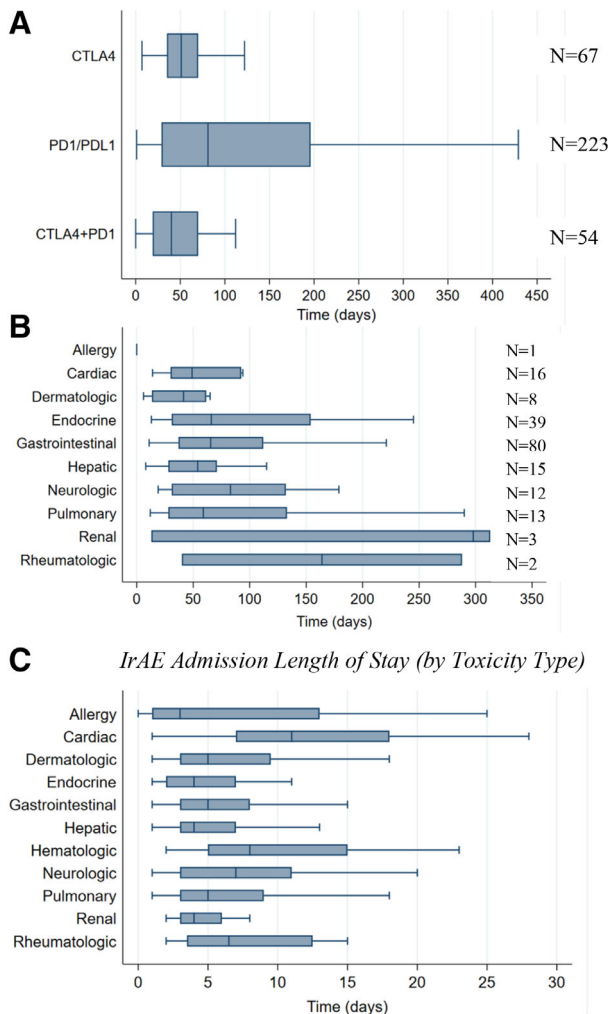 A
CTLA4 N=67
PD1/PDL1 N=223
CTLA4+PD1 N=54
0 50 100 150 200 250 300 350 400 450
Time (days)
B
Allergy N=1
Cardiac N=16
Dermatologic N=8
Endocrine N=39
Gastrointestinal N=80
Hepatic N=15
Neurologic N=12
Pulmonary N=13
Renal N=3
Rheumatologic N=2
0 50 100 150 200 250 300 350
Time (days)
C IrAE Admission Length of Stay (by Toxicity Type)
Allergy
Cardiac
Dermatologic
Endocrine
Gastrointestinal
Hepatic
Hematologic
Neurologic
Pulmonary
Renal
Rheumatologic
0 5 10 15 20 25 30
Time (days)